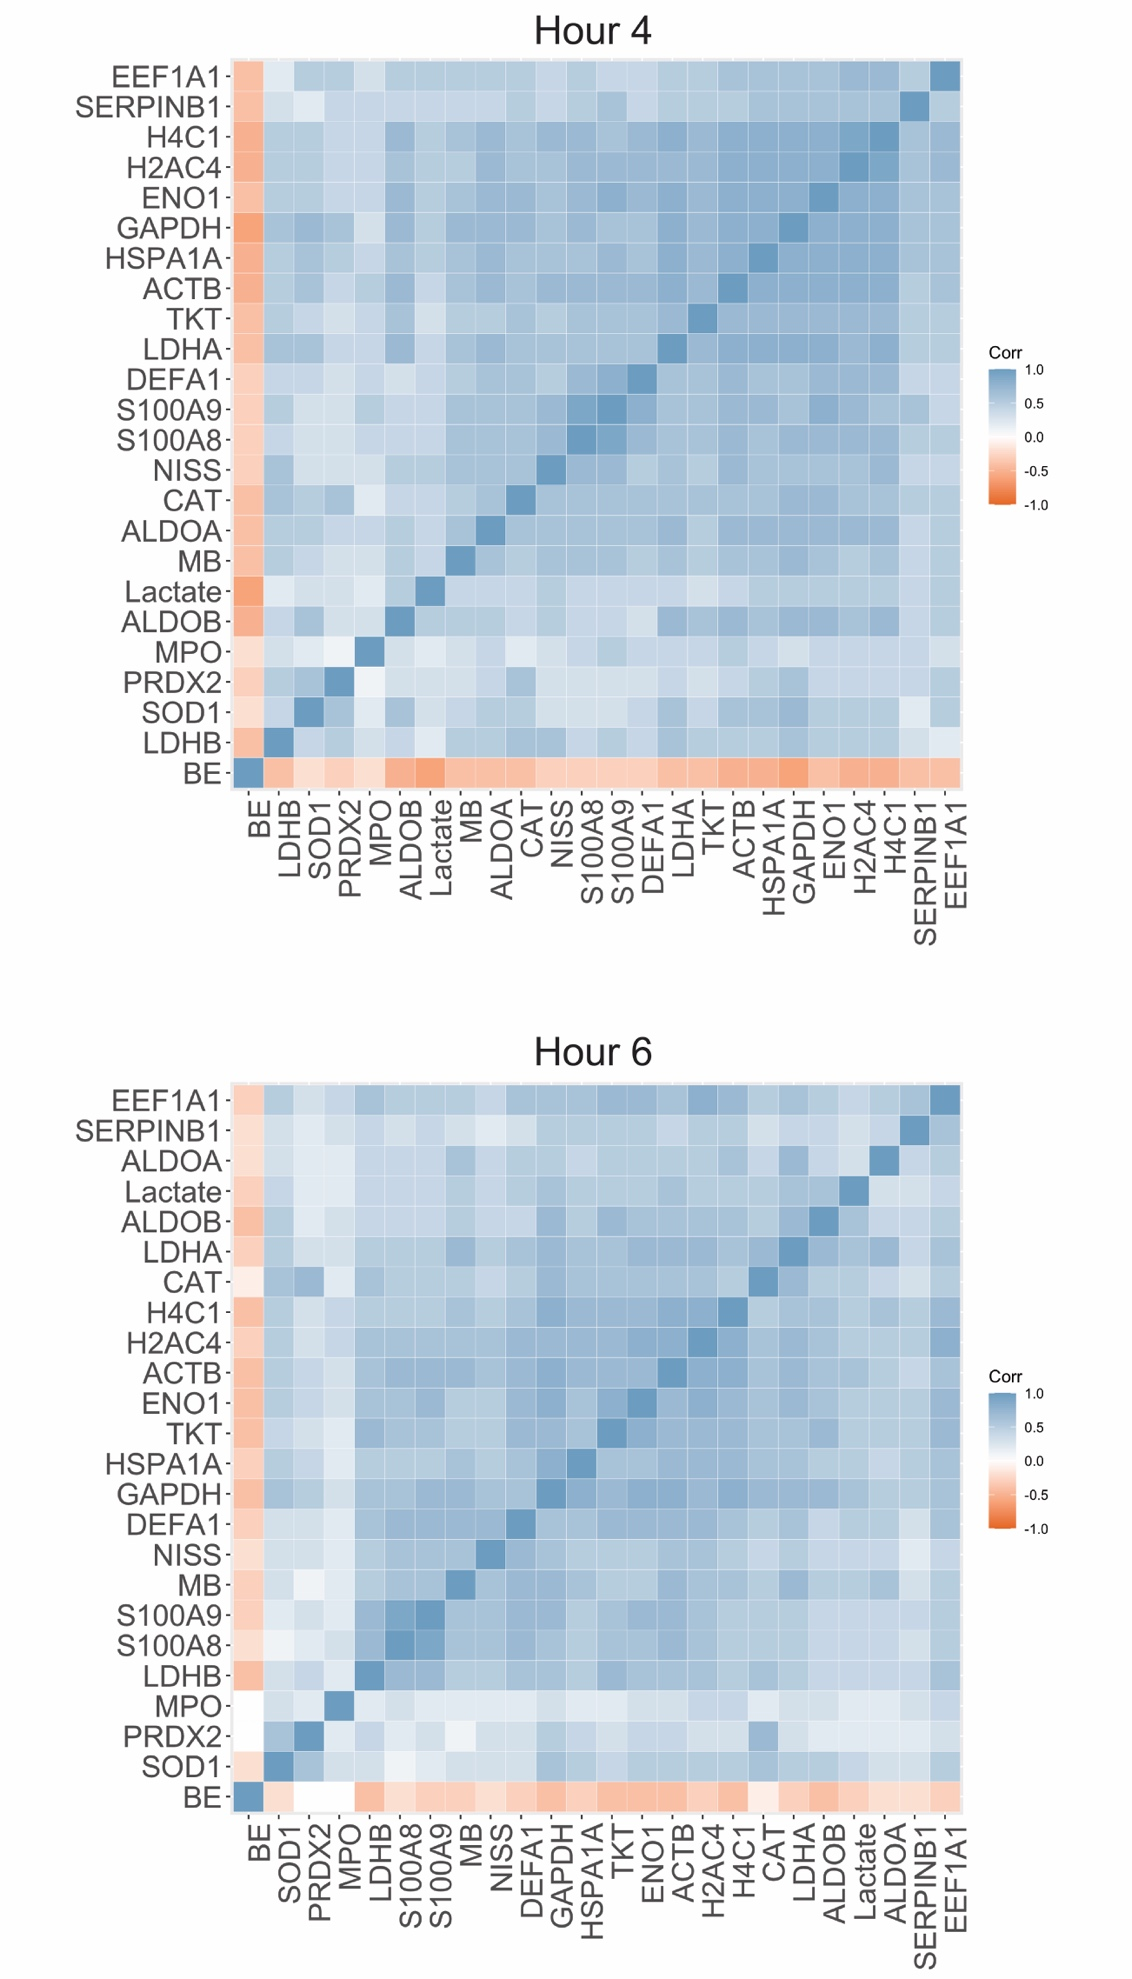 Hour 4
EEF1A1
SERPINB1
H4C1
H2AC4
ENO1
GAPDH
HSPA1A
ACTB
TKT
LDHA
DEFA1
S100A9
S100A8
NISS
CAT
ALDOA
MB
Lactate
ALDOB
MPO
PRDX2
SOD1
LDHB
BE
BE
LDHB
SOD1
PRDX2
MPO
ALDOB
Lactate
MB
ALDOA
CAT
NISS
S100A8
S100A9
DEFA1
LDHA
TKT
ACTB
HSPA1A
GAPDH
ENO1
H2AC4
H4C1
SERPINB1
EEF1A1
Corr
1.0
0.5
0.0
-0.5
-1.0
Hour 6
EEF1A1
SERPINB1
ALDOA
Lactate
ALDOB
LDHA
CAT
H4C1
H2AC4
ACTB
ENO1
TKT
HSPA1A
GAPDH
DEFA1
NISS
MB
S100A9
S100A8
LDHB
MPO
PRDX2
SOD1
BE
BE
SOD1
PRDX2
MPO
LDHB
S100A8
S100A9
MB
NISS
DEFA1
GAPDH
HSPA1A
TKT
ENO1
ACTB
H2AC4
H4C1
CAT
LDHA
ALDOB
Lactate
ALDOA
SERPINB1
EEF1A1
Corr
1.0
0.5
0.0
-0.5
-1.0